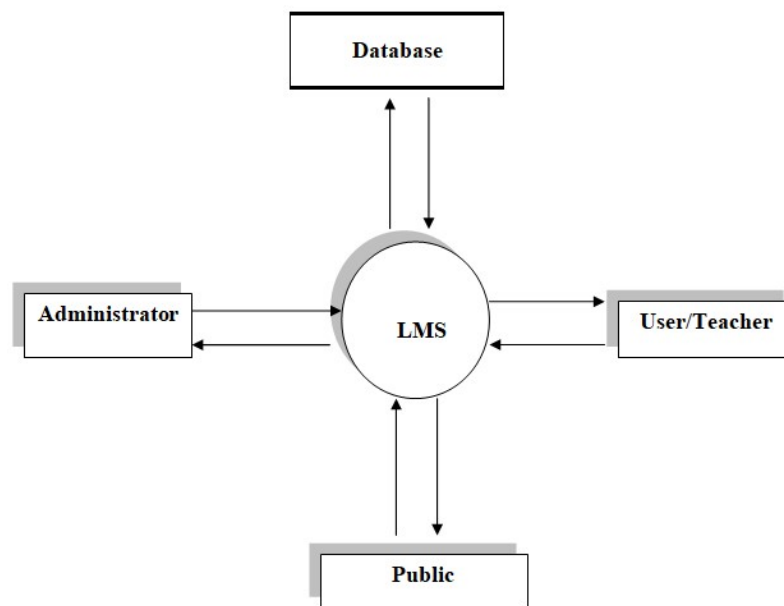 Database
Administrator
LMS
User/Teacher
Public